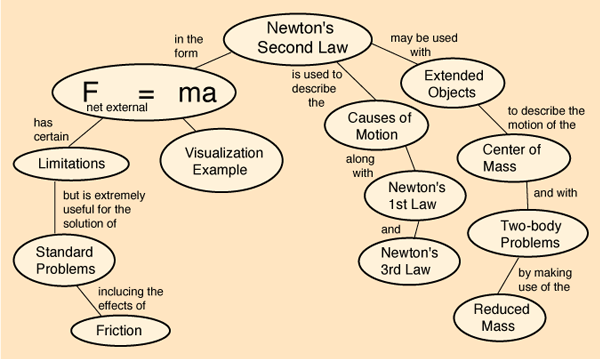 Newton's
Second Law
in the
form
may be used
with
is used to
describe
the
F = ma
net external
Extended
Objects
has
certain
Visualization
Example
Causes of
Motion
to describe the
motion of the
Limitations
along
with
Center of
Mass
but is extremely
useful for the
solution of
Newton's
1st Law
and with
and
Two-body
Problems
Standard
Problems
Newton's
3rd Law
by making
use of the
including the
effects of
Friction
Reduced
Mass